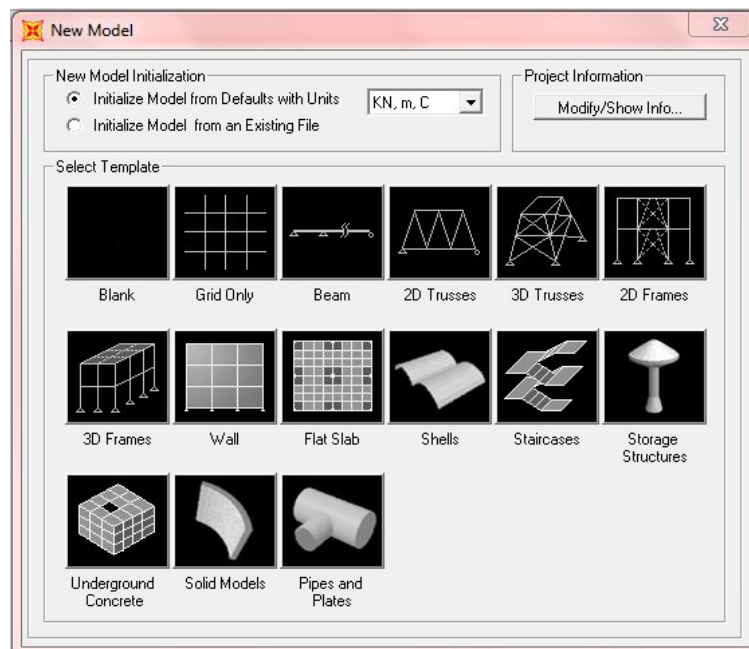 New Model
New Model Initialization
Initialize Model from Defaults with Units
KN, m, C
Initialize Model from an Existing File
Project Information
Modify/Show Info...
Select Template
Blank
Grid Only
Beam
2D Trusses
3D Trusses
2D Frames
3D Frames
Wall
Flat Slab
Shells
Staircases
Storage
Structures
Underground
Concrete
Solid Models
Pipes and
Plates